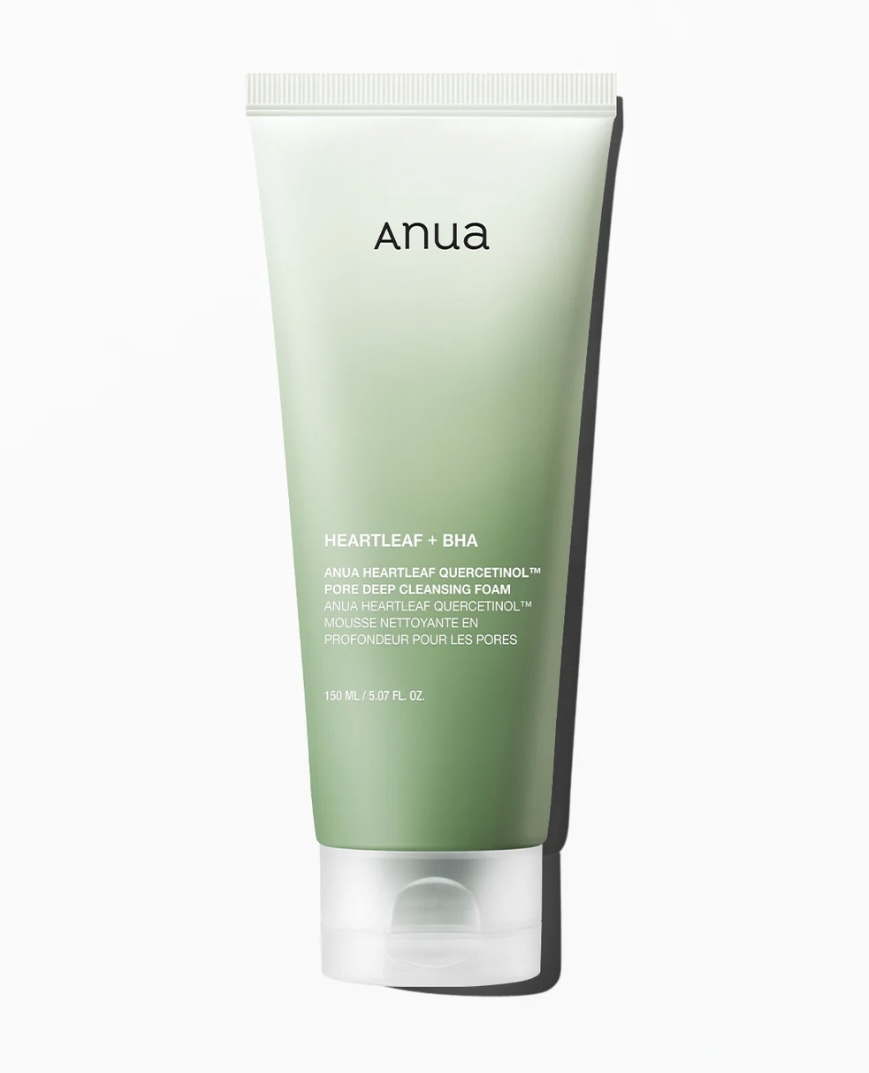 Anua
HEARTLEAF + BHA
ANUA HEARTLEAF QUERCETINOL™
PORE DEEP CLEANSING FOAM
ANUA HEARTLEAF QUERCETINOL™
MOUSSE NETTOYANTE EN
PROFONDEUR POUR LES PORES
150 ML / 5.07 FL. OZ.